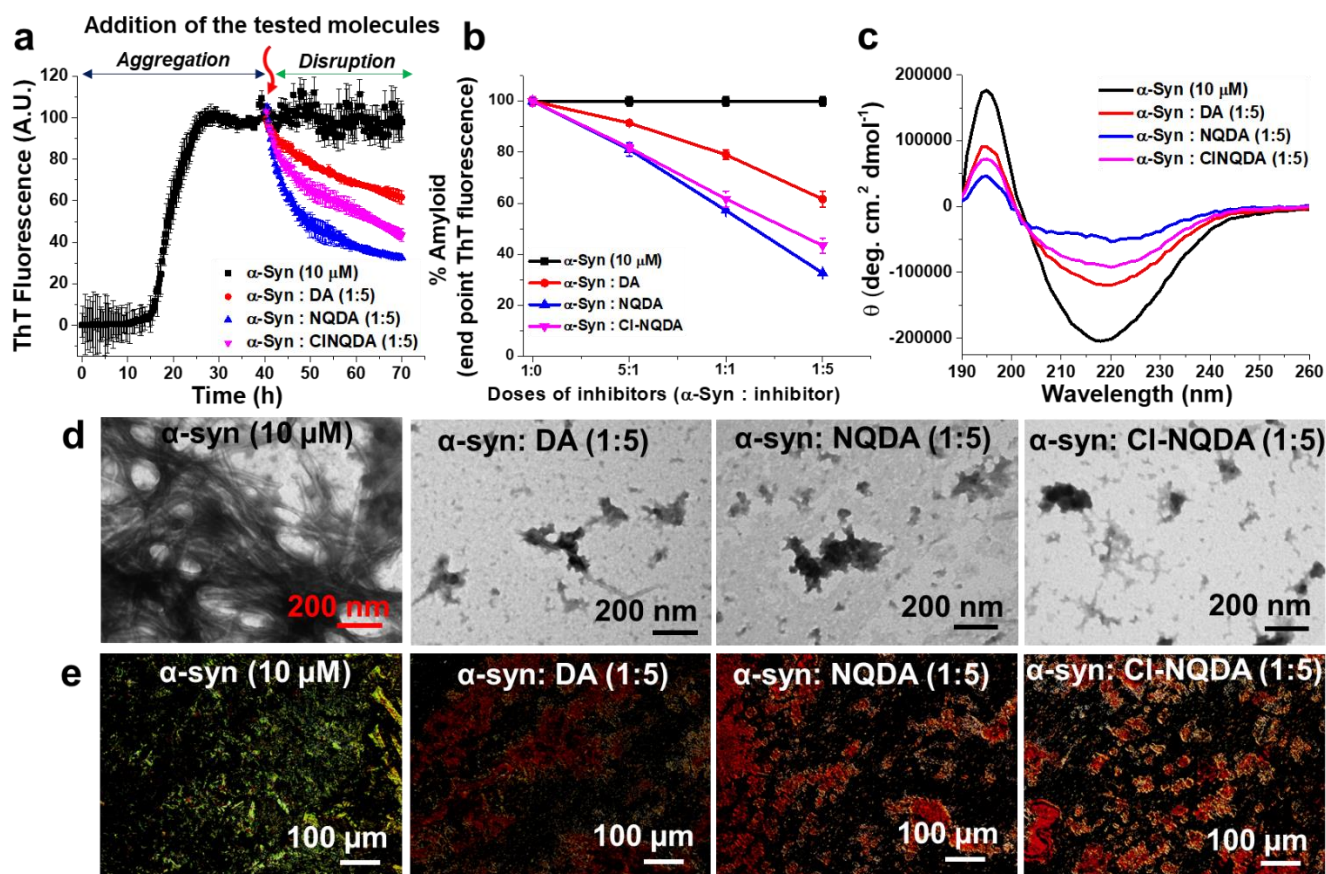 Addition of the tested molecules
a
Aggregation
Disruption
ThT Fluorescence (A.U.)
120
100
80
60
40
20
0
α-Syn (10 μM)
α-Syn : DA (1:5)
α-Syn : NQDA (1:5)
α-Syn : ClNQDA (1:5)
0 10 20 30 40 50 60 70
Time (h)
b
% Amyloid
(end point ThT fluorescence)
100
80
60
40
20
0
α-Syn (10 μM)
α-Syn : DA
α-Syn : NQDA
α-Syn : Cl-NQDA
1:0 5:1 1:1 1:5
Doses of inhibitors (α-Syn : inhibitor)
c
θ (deg. cm.² dmol⁻¹)
200000
100000
0
-100000
-200000
α-Syn (10 μM)
α-Syn : DA (1:5)
α-Syn : NQDA (1:5)
α-Syn : ClNQDA (1:5)
190 200 210 220 230 240 250 260
Wavelength (nm)
d
α-syn (10 μM)
200 nm
α-syn: DA (1:5)
200 nm
α-syn: NQDA (1:5)
200 nm
α-syn: Cl-NQDA (1:5)
200 nm
e
α-syn (10 μM)
100 μm
α-syn: DA (1:5)
100 μm
α-syn: NQDA (1:5)
100 μm
α-syn: Cl-NQDA (1:5)
100 μm